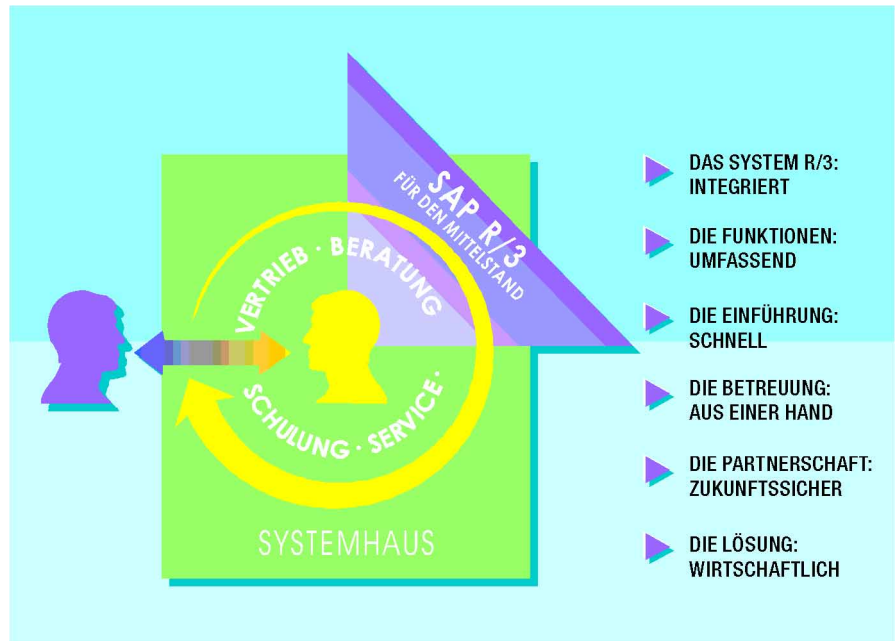 SAP R/3
FÜR DEN MITTELSTAND
VERTRIEB · BERATUNG
SCHULUNG · SERVICE ·
SYSTEMHAUS
DAS SYSTEM R/3:
INTEGRIERT
DIE FUNKTIONEN:
UMFASSEND
DIE EINFÜHRUNG:
SCHNELL
DIE BETREUUNG:
AUS EINER HAND
DIE PARTNERSCHAFT:
ZUKUNFTSSICHER
DIE LÖSUNG:
WIRTSCHAFTLICH